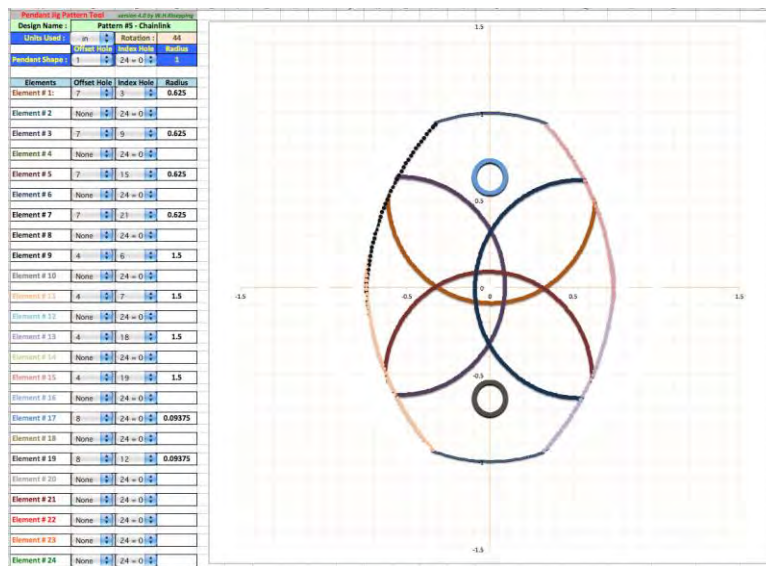 Pendant Jig Pattern Tool version 4.0 by W.H.Kloepping
Design Name : Pattern #5 - Chainlink
Units Used : in Rotation : 44
Offset Hole Index Hole Radius
Pendant Shape : 1 24 = 0 1
Elements Offset Hole Index Hole Radius
Element # 1: 7 3 0.625
Element # 2 None 24 = 0
Element # 3 7 9 0.625
Element # 4 None 24 = 0
Element # 5 7 15 0.625
Element # 6 None 24 = 0
Element # 7 7 21 0.625
Element # 8 None 24 = 0
Element # 9 4 6 1.5
Element # 10 None 24 = 0
Element # 11 4 7 1.5
Element # 12 None 24 = 0
Element # 13 4 18 1.5
Element # 14 None 24 = 0
Element # 15 4 19 1.5
Element # 16 None 24 = 0
Element # 17 8 24 = 0 0.09375
Element # 18 None 24 = 0
Element # 19 8 12 0.09375
Element # 20 None 24 = 0
Element # 21 None 24 = 0
Element # 22 None 24 = 0
Element # 23 None 24 = 0
Element # 24 None 24 = 0
1.5
1
0.5
-1.5 -0.5 0 0 0.5 1.5
-0.5
-1
-1.5